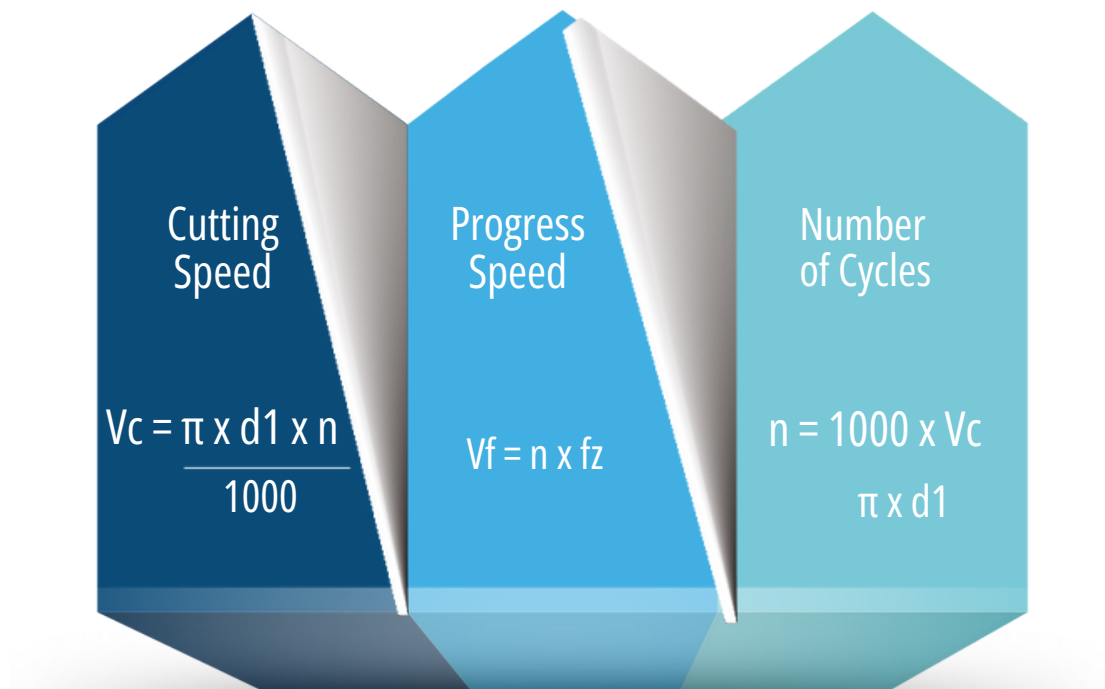 Cutting
Speed
Vc = π x d1 x n
1000
Progress
Speed
Vf = n x fz
Number
of Cycles
n = 1000 x Vc
π x d1